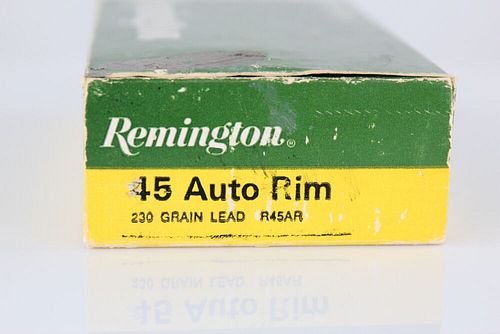 Remington®
45 Auto Rim
230 GRAIN LEAD R45AR